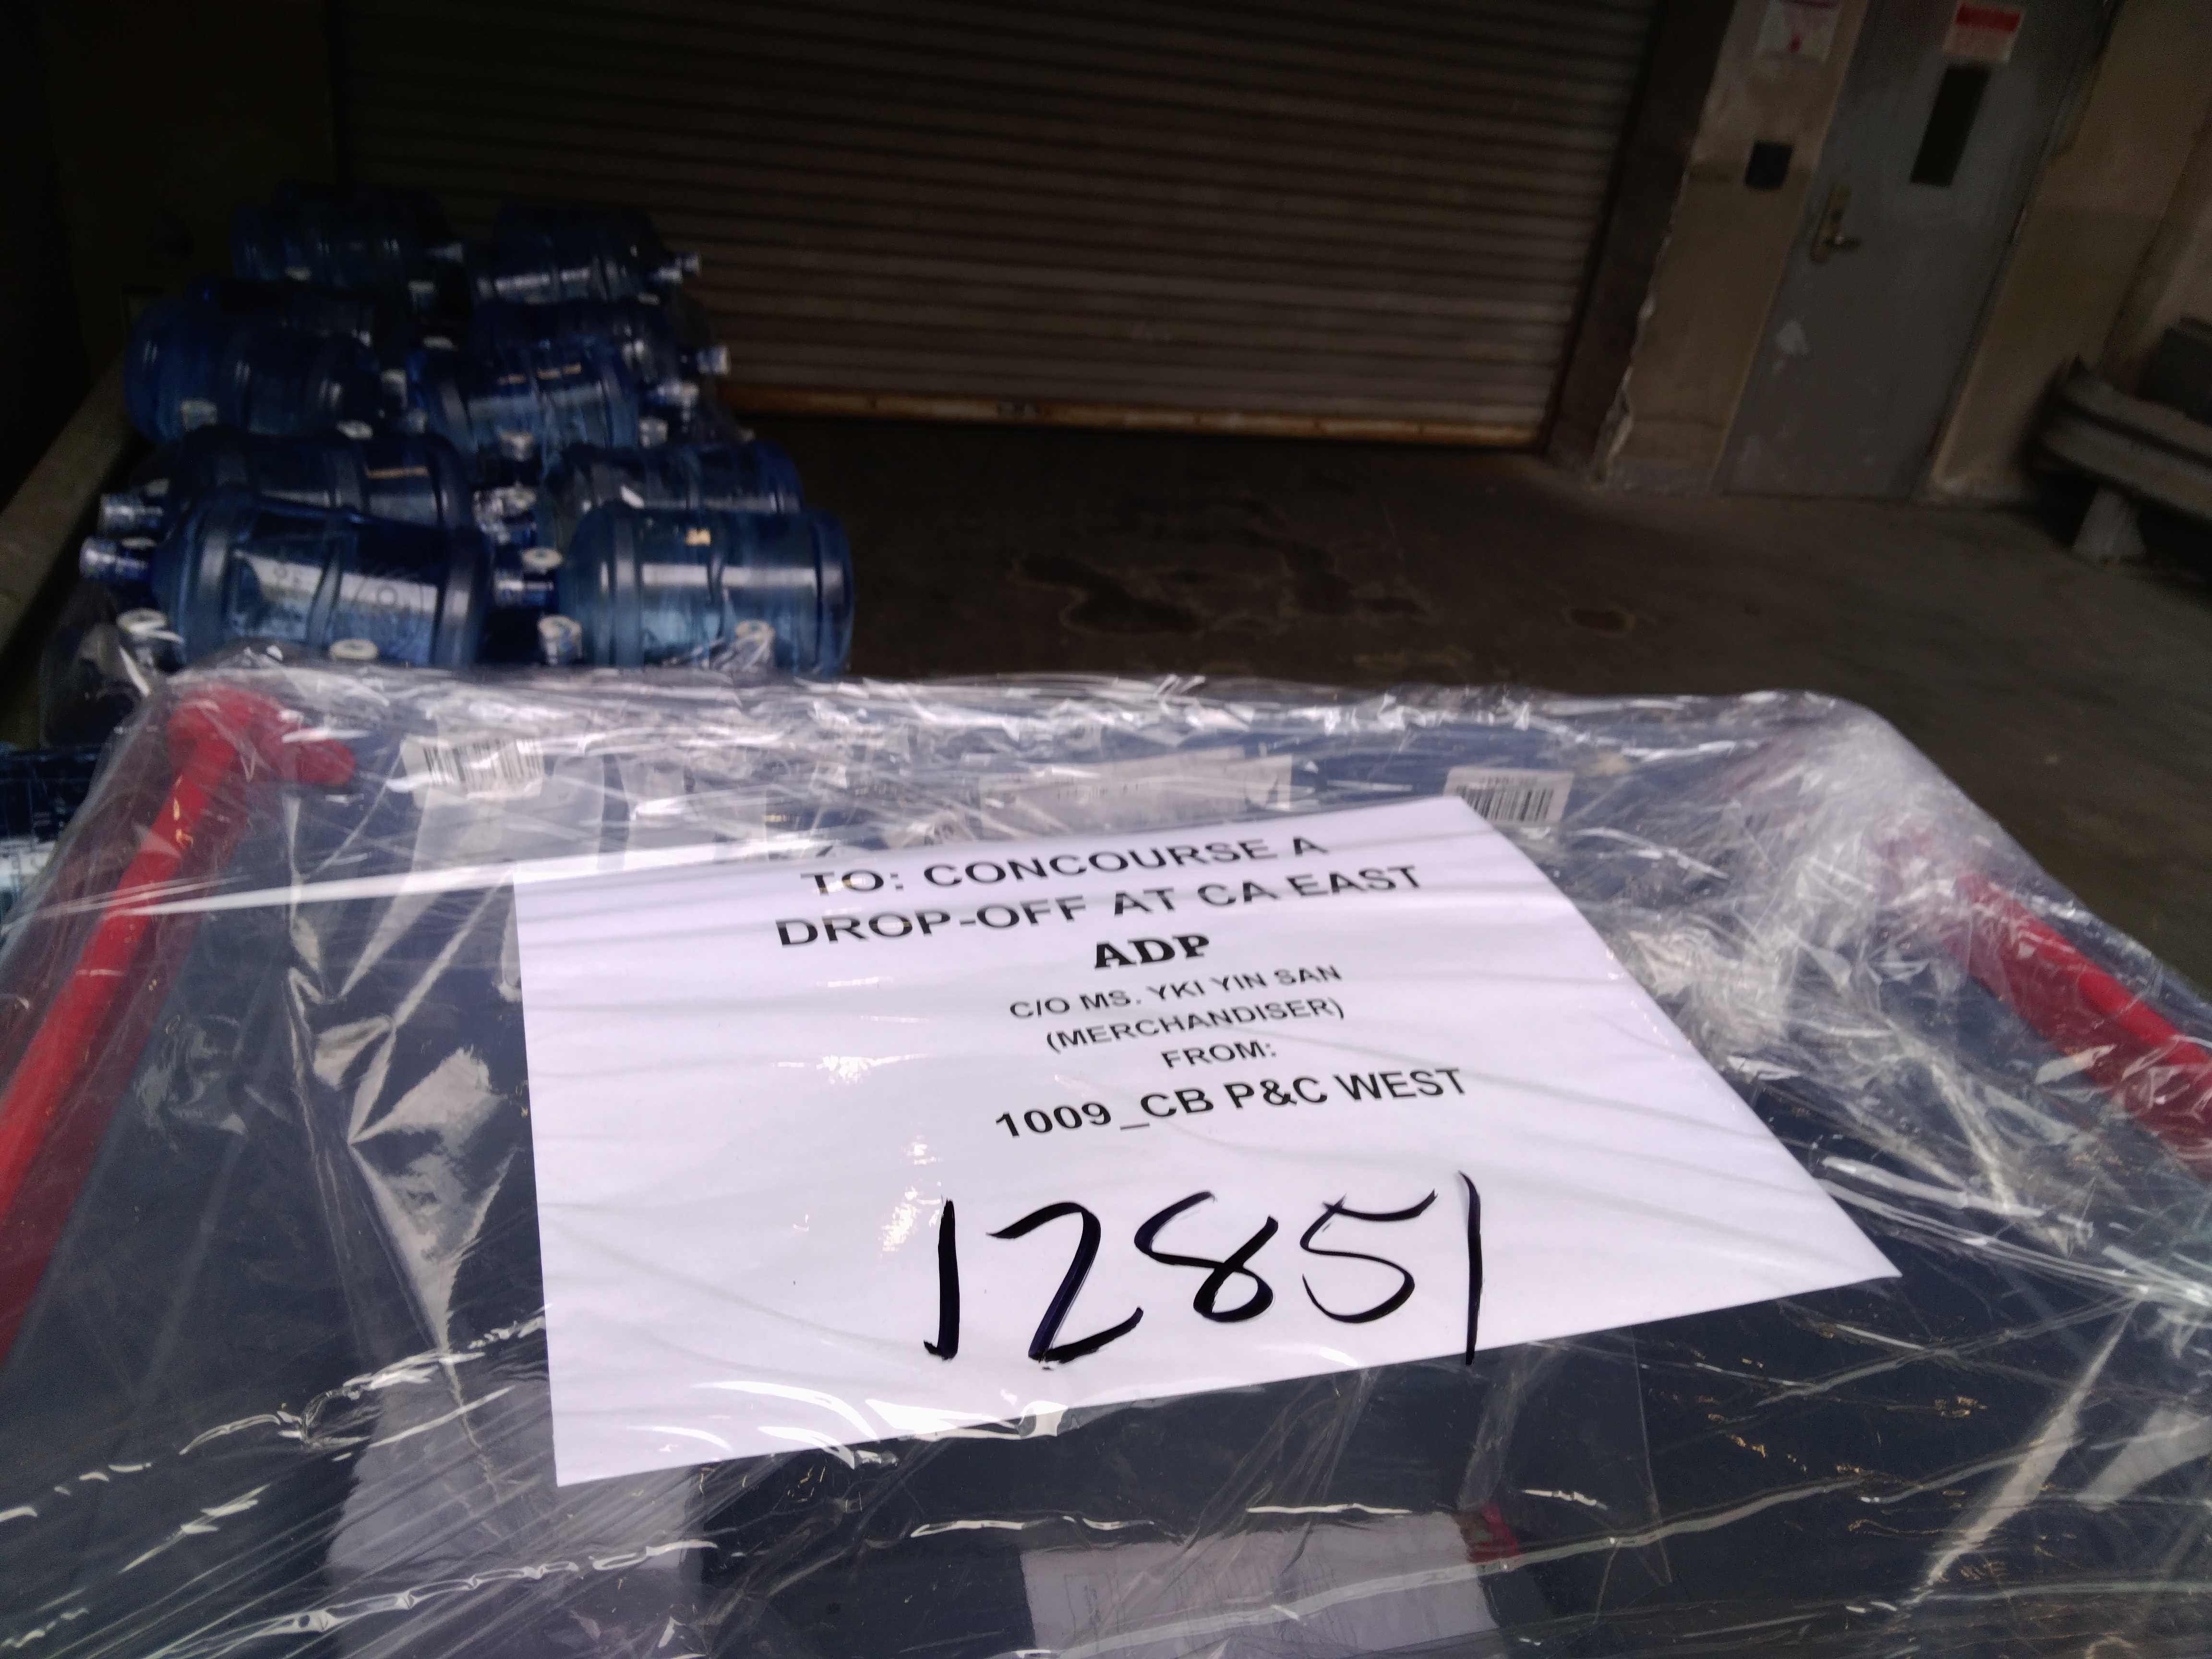 TO: CONCOURSE A
DROP-OFF AT CA EAST
ADP
C/O MS. YKI YIN SAN
(MERCHANDISER)
FROM:
1009_CB P&C WEST
12851